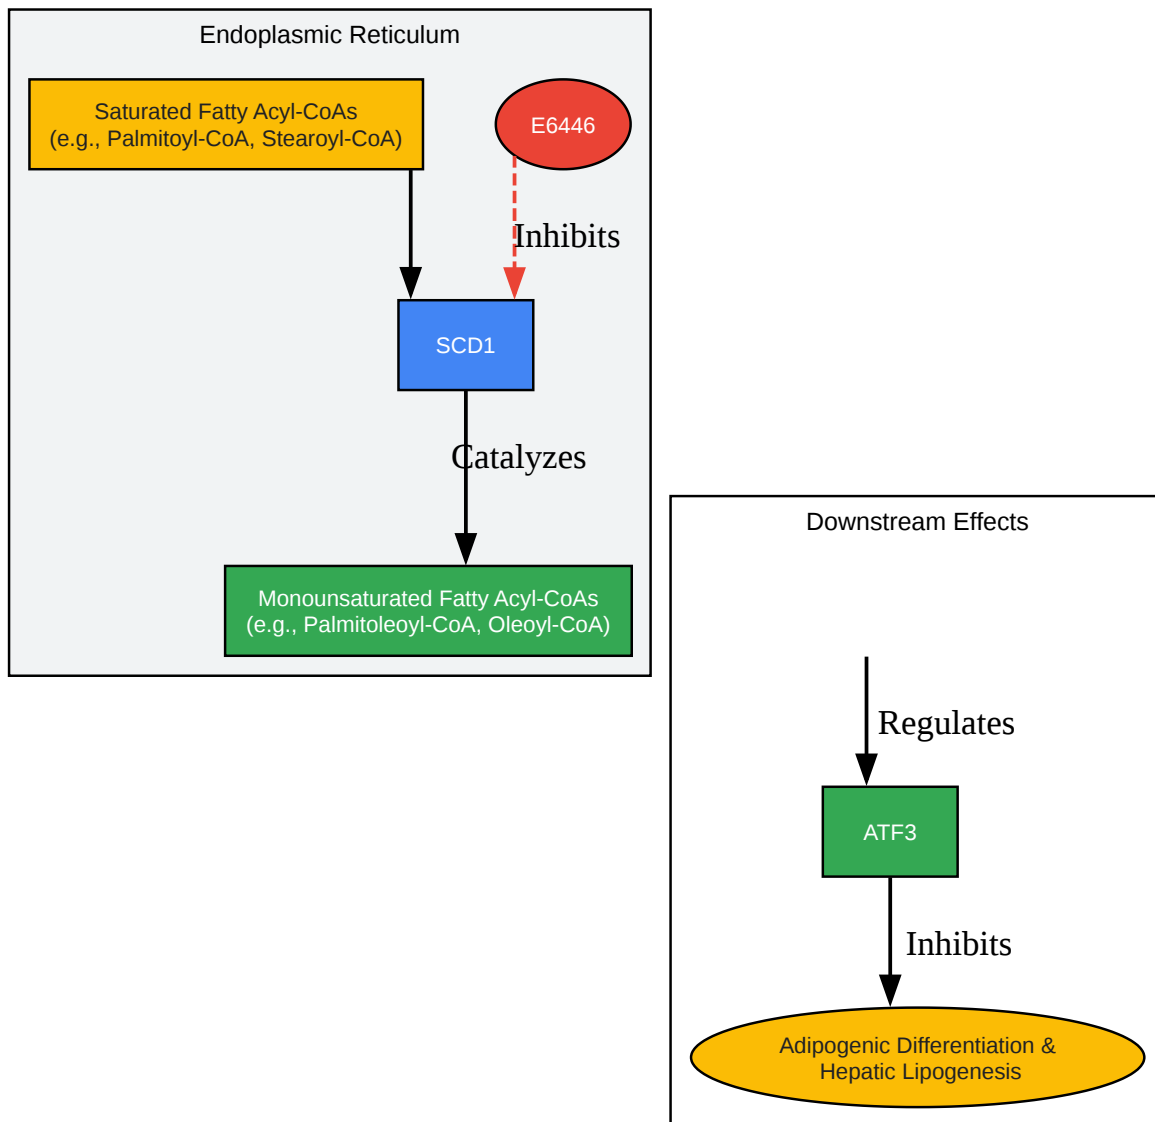 Endoplasmic Reticulum
Saturated Fatty Acyl-CoAs
(e.g., Palmitoyl-CoA, Stearoyl-CoA)
E6446
Inhibits
SCD1
Catalyzes
Monounsaturated Fatty Acyl-CoAs
(e.g., Palmitoleoyl-CoA, Oleoyl-CoA)
Downstream Effects
Regulates
ATF3
Inhibits
Adipogenic Differentiation &
Hepatic Lipogenesis